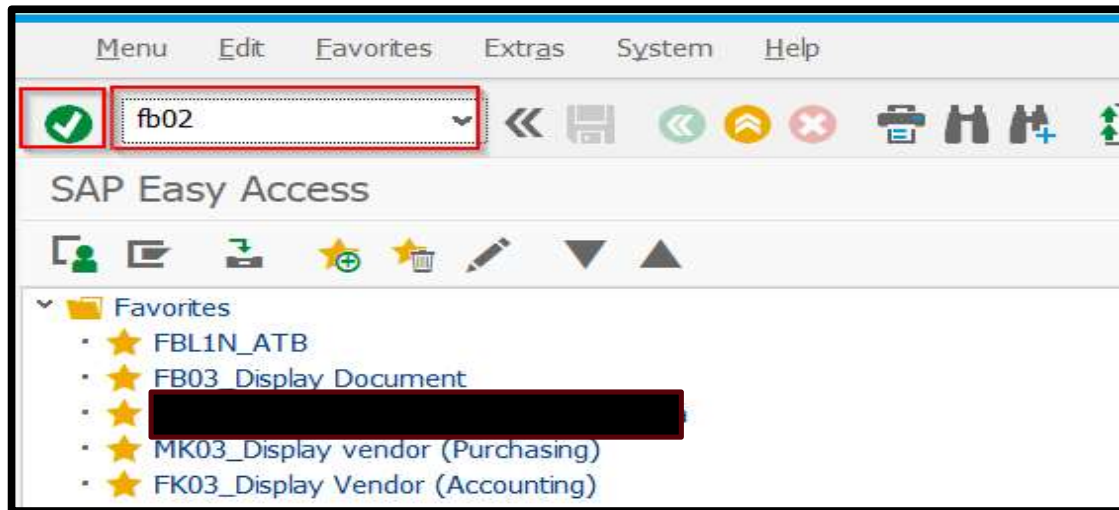 Menu Edit Favorites Extras System Help
fb02
SAP Easy Access
Favorites
FBL1N_ATB
FB03_Display Document
MK03_Display vendor (Purchasing)
FK03_Display Vendor (Accounting)